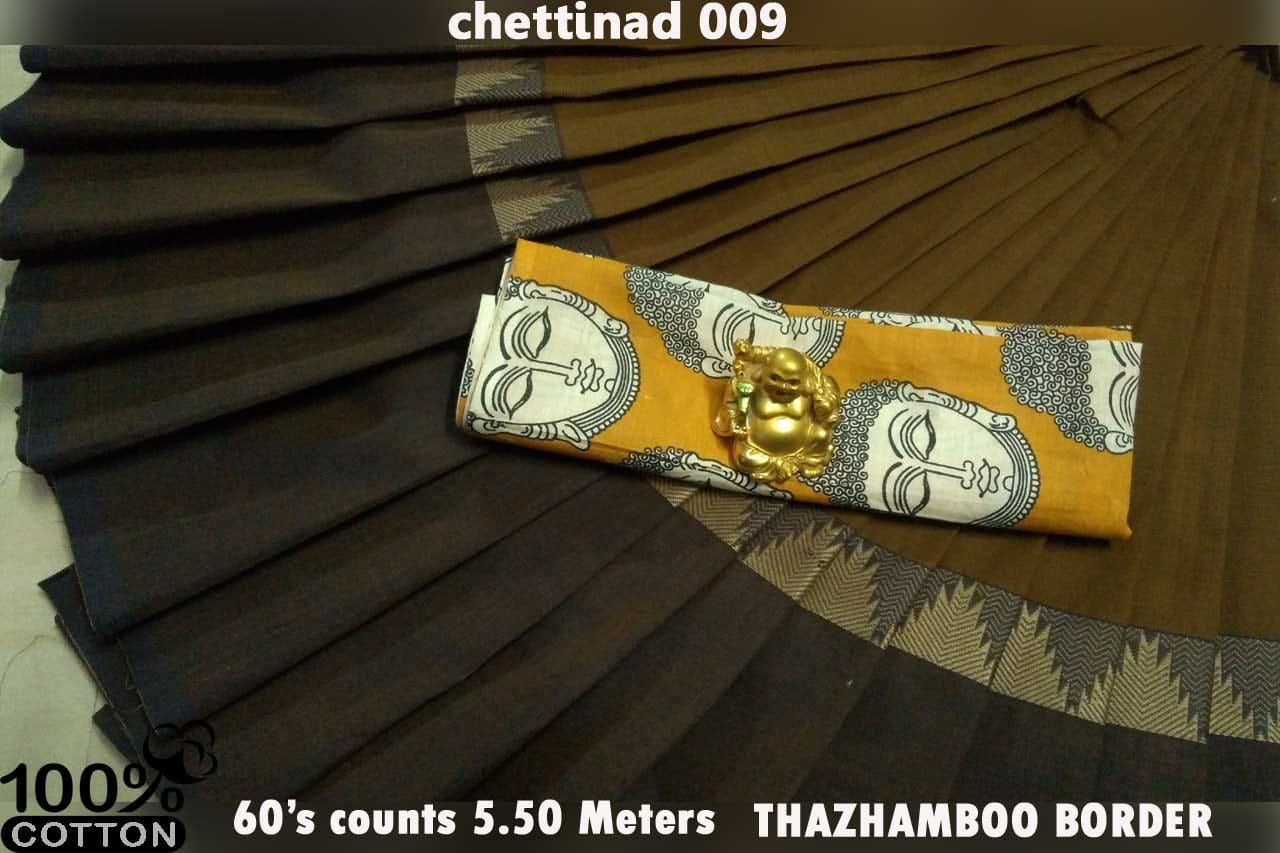 chettinad 009
100%
COTTON
60's counts 5.50 Meters THAZHAMBOO BORDER